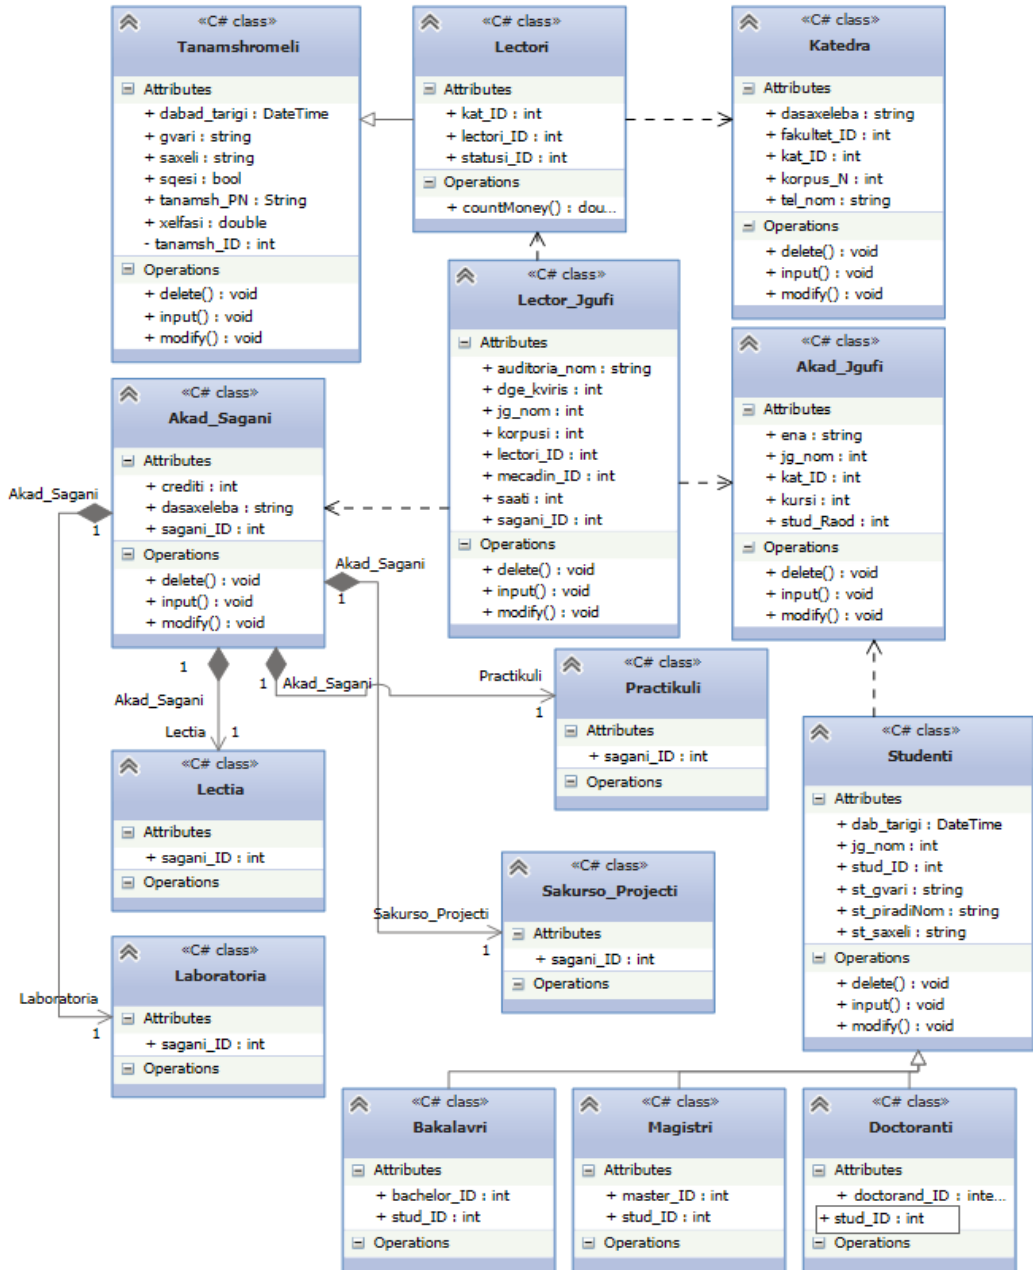 «C# class»
Tanamshromeli
Attributes
+ dabad_tarigi : DateTime
+ gvari : string
+ saxeli : string
+ sqesi : bool
+ tanamsh_PN : String
+ xelfasi : double
- tanamsh_ID : int
Operations
+ delete() : void
+ input() : void
+ modify() : void
«C# class»
Lectori
Attributes
+ kat_ID : int
+ lectori_ID : int
+ statusi_ID : int
Operations
+ countMoney() : dou...
«C# class»
Katedra
Attributes
+ dasaxeleba : string
+ fakultet_ID : int
+ kat_ID : int
+ korpus_N : int
+ tel_nom : string
Operations
+ delete() : void
+ input() : void
+ modify() : void
«C# class»
Lector_Jgufi
Attributes
+ auditoria_nom : string
+ dge_kviris : int
+ jg_nom : int
+ korpusi : int
+ lectori_ID : int
+ mecadin_ID : int
+ saati : int
+ sagani_ID : int
Operations
+ delete() : void
+ input() : void
+ modify() : void
«C# class»
Akad_Jgufi
Attributes
+ ena : string
+ jg_nom : int
+ kat_ID : int
+ kursi : int
+ stud_Raod : int
Operations
+ delete() : void
+ input() : void
+ modify() : void
«C# class»
Akad_Sagani
Attributes
+ crediti : int
+ dasaxeleba : string
+ sagani_ID : int
Operations
+ delete() : void
+ input() : void
+ modify() : void
Akad_Sagani
1
Akad_Sagani
1
1
Akad_Sagani
1
Akad_Sagani
Practikuli
1
Lectia
1
«C# class»
Practikuli
Attributes
+ sagani_ID : int
Operations
«C# class»
Lectia
Attributes
+ sagani_ID : int
Operations
«C# class»
Studenti
Attributes
+ dab_tarigi : DateTime
+ jg_nom : int
+ stud_ID : int
+ st_gvari : string
+ st_piradiNom : string
+ st_saxeli : string
Operations
+ delete() : void
+ input() : void
+ modify() : void
Sakurso_Projecti
1
«C# class»
Sakurso_Projecti
Attributes
+ sagani_ID : int
Operations
Laboratoria
1
«C# class»
Laboratoria
Attributes
+ sagani_ID : int
Operations
«C# class»
Bakalavri
Attributes
+ bachelor_ID : int
+ stud_ID : int
Operations
«C# class»
Magistri
Attributes
+ master_ID : int
+ stud_ID : int
Operations
«C# class»
Doctoranti
Attributes
+ doctorand_ID : inte...
+ stud_ID : int
Operations